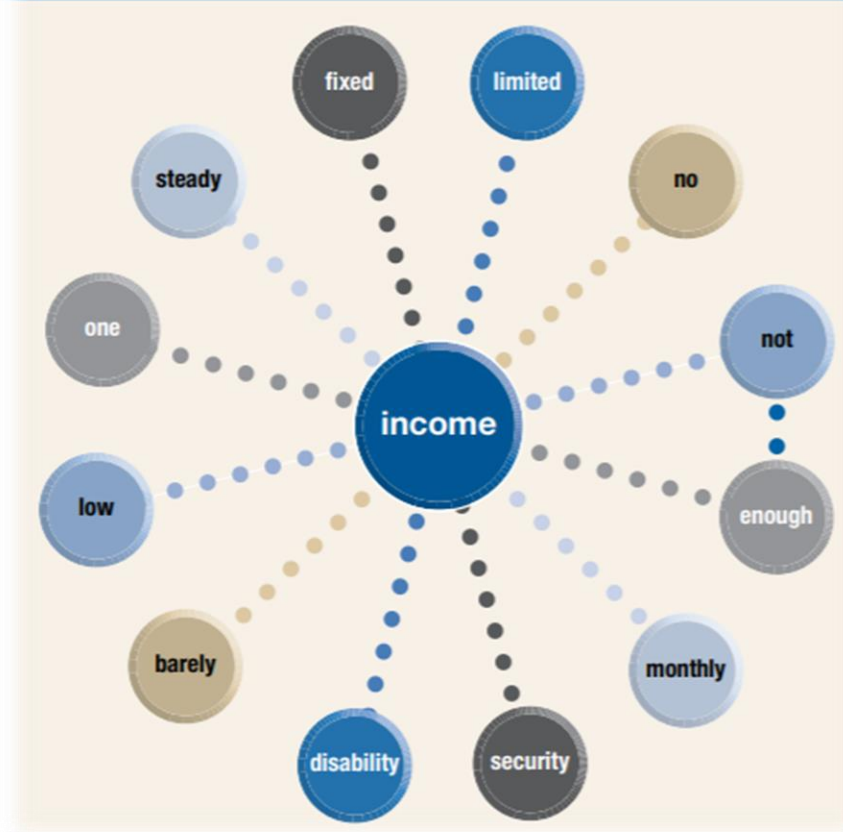 fixed
limited
steady
no
one
not
income
low
enough
barely
monthly
disability
security